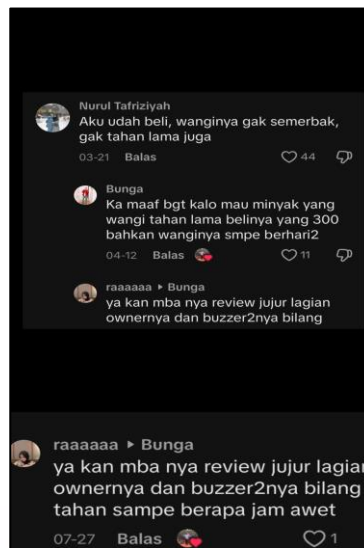 Nurul Tafriziyah
Aku udah beli, wanginya gak semerbak,
gak tahan lama juga
03-21 Balas 44
Bunga
Ka maaf bgt kalo mau minyak yang
wangi tahan lama belinya yang 300
bahkan wanginya smpe berhari2
04-12 Balas 11
raaaaaa ▸ Bunga
ya kan mba nya review jujur lagian
ownernya dan buzzer2nya bilang
raaaaaa ▸ Bunga
ya kan mba nya review jujur lagian
ownernya dan buzzer2nya bilang
tahan sampe berapa jam awet
07-27 Balas 1